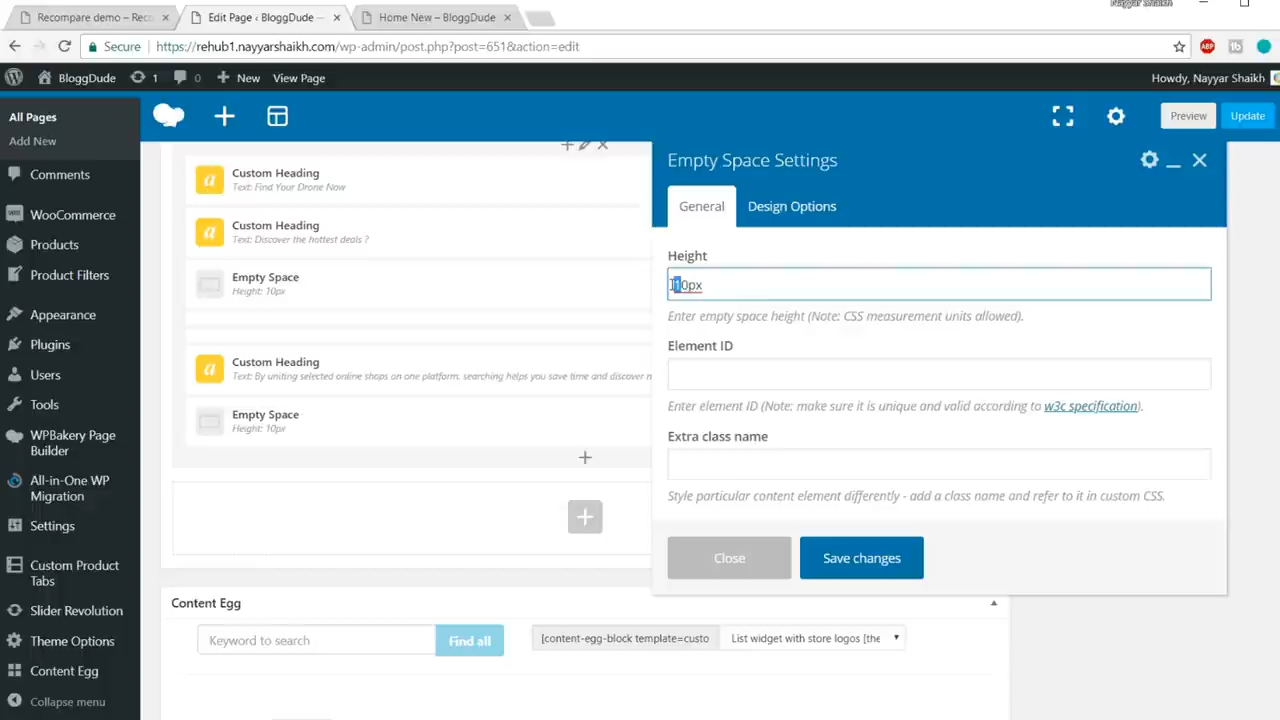 Nayyar Shaikh
Recompare demo – Rec
Edit Page ‹ BloggDude —
Home New – BloggDude
Secure
https://rehub1.nayyarshaikh.com/wp-admin/post.php?post=651&action=edit
ABP
BloggDude
1
0
New
View Page
Howdy, Nayyar Shaikh
All Pages
Add New
Comments
WooCommerce
Products
Product Filters
Appearance
Plugins
Users
Tools
WPBakery Page
Builder
All-in-One WP
Migration
Settings
Custom Product
Tabs
Slider Revolution
Theme Options
Content Egg
Collapse menu
Preview
Update
Custom Heading
Text: Find Your Drone Now
Custom Heading
Text: Discover the hottest deals ?
Empty Space
Height: 10px
Custom Heading
Text: By uniting selected online shops on one platform, searching helps you save time and discover n
Empty Space
Height: 10px
Empty Space Settings
General
Design Options
Height
10px
Enter empty space height (Note: CSS measurement units allowed).
Element ID
Enter element ID (Note: make sure it is unique and valid according to w3c specification).
Extra class name
Style particular content element differently - add a class name and refer to it in custom CSS.
Close
Save changes
Content Egg
Keyword to search
Find all
[content-egg-block template=custo
List widget with store logos [the